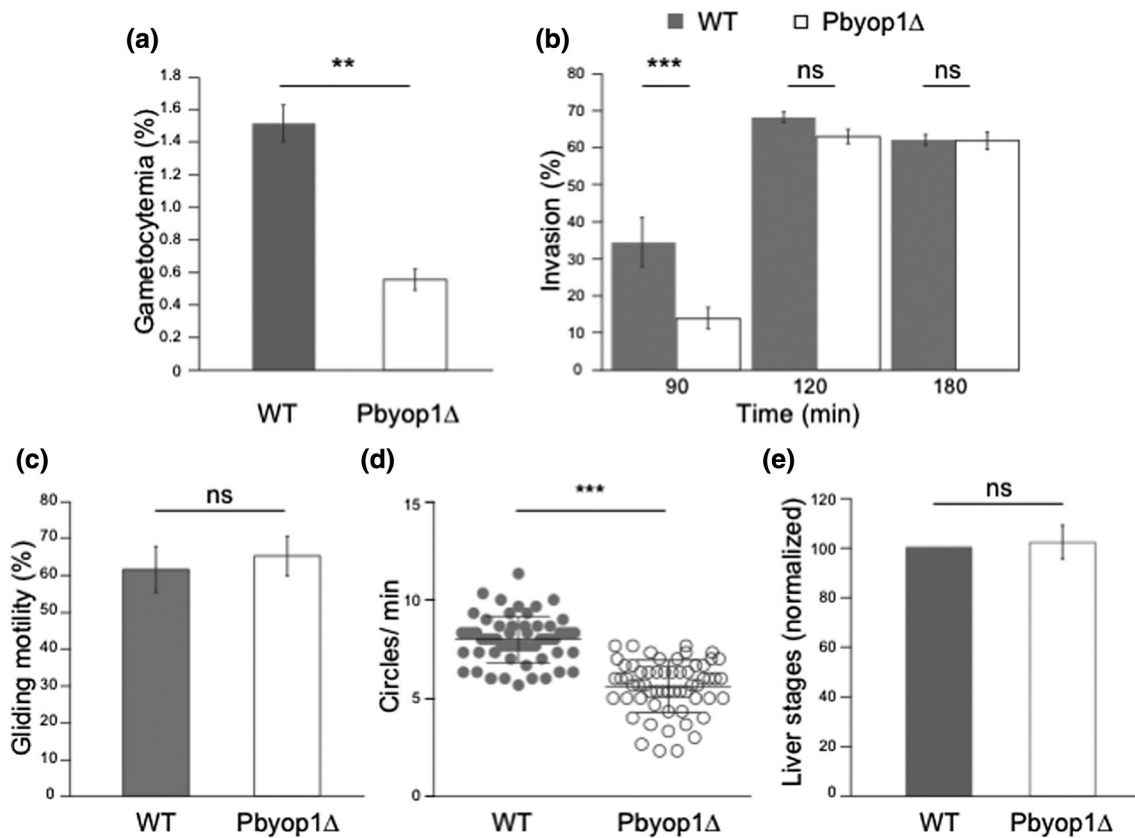 WT Pbyop1Δ
(a)
**
Gametocytemia (%)
1.8
1.6
1.4
1.2
1.0
0.8
0.6
0.4
0.2
0
WT Pbyop1Δ
(b)
*** ns ns
Invasion (%)
80
70
60
50
40
30
20
10
0
90 120 180
Time (min)
(c)
ns
Gliding motility (%)
80
70
60
50
40
30
20
10
0
WT Pbyop1Δ
(d)
***
Circles/ min
15
10
5
0
WT Pbyop1Δ
(e)
ns
Liver stages (normalized)
120
100
80
60
40
20
0
WT Pbyop1Δ